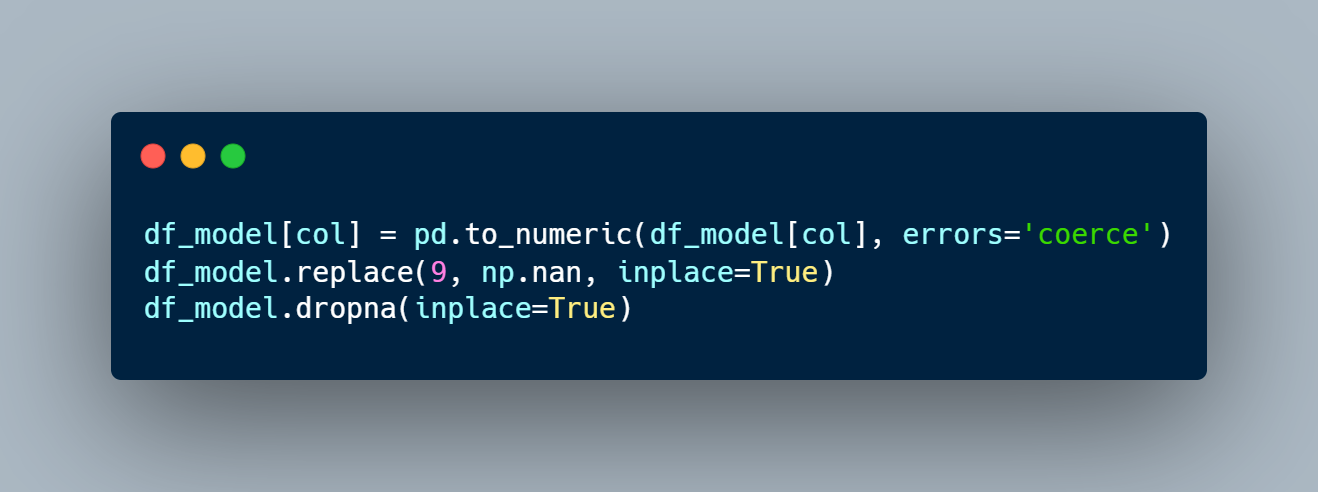 df_model[col] = pd.to_numeric(df_model[col], errors='coerce')
df_model.replace(9, np.nan, inplace=True)
df_model.dropna(inplace=True)